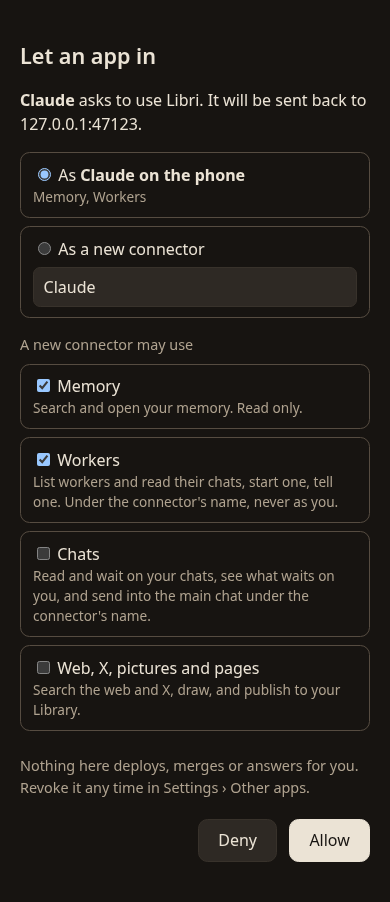 Let an app in
Claude asks to use Libri. It will be sent back to
127.0.0.1:47123.
As Claude on the phone
Memory, Workers
As a new connector
Claude
A new connector may use
Memory
Search and open your memory. Read only.
Workers
List workers and read their chats, start one, tell
one. Under the connector's name, never as you.
Chats
Read and wait on your chats, see what waits on
you, and send into the main chat under the
connector's name.
Web, X, pictures and pages
Search the web and X, draw, and publish to your
Library.
Nothing here deploys, merges or answers for you.
Revoke it any time in Settings › Other apps.
Deny
Allow